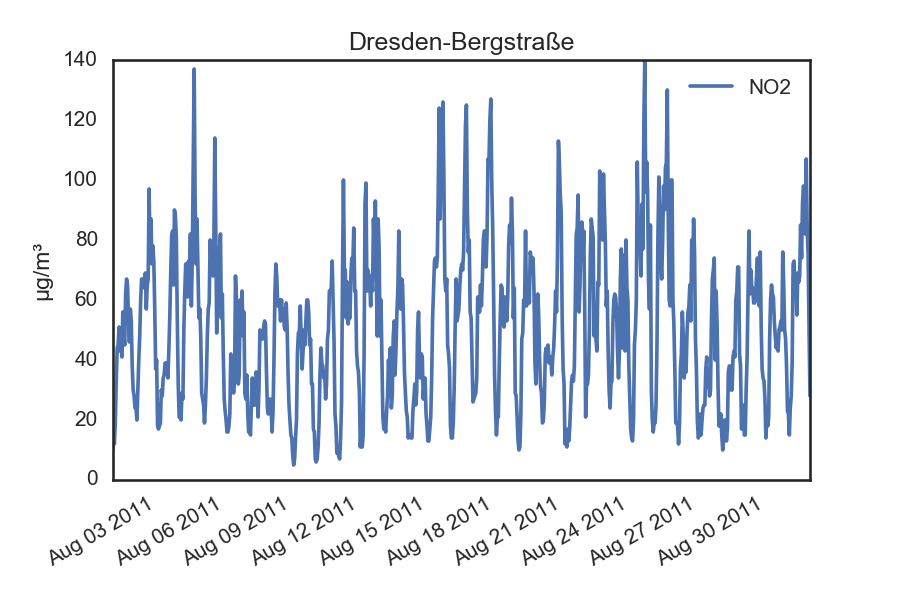 Dresden-Bergstraße
µg/m³
140
120
100
80
60
40
20
0
NO2
Aug 03 2011
Aug 06 2011
Aug 09 2011
Aug 12 2011
Aug 15 2011
Aug 18 2011
Aug 21 2011
Aug 24 2011
Aug 27 2011
Aug 30 2011